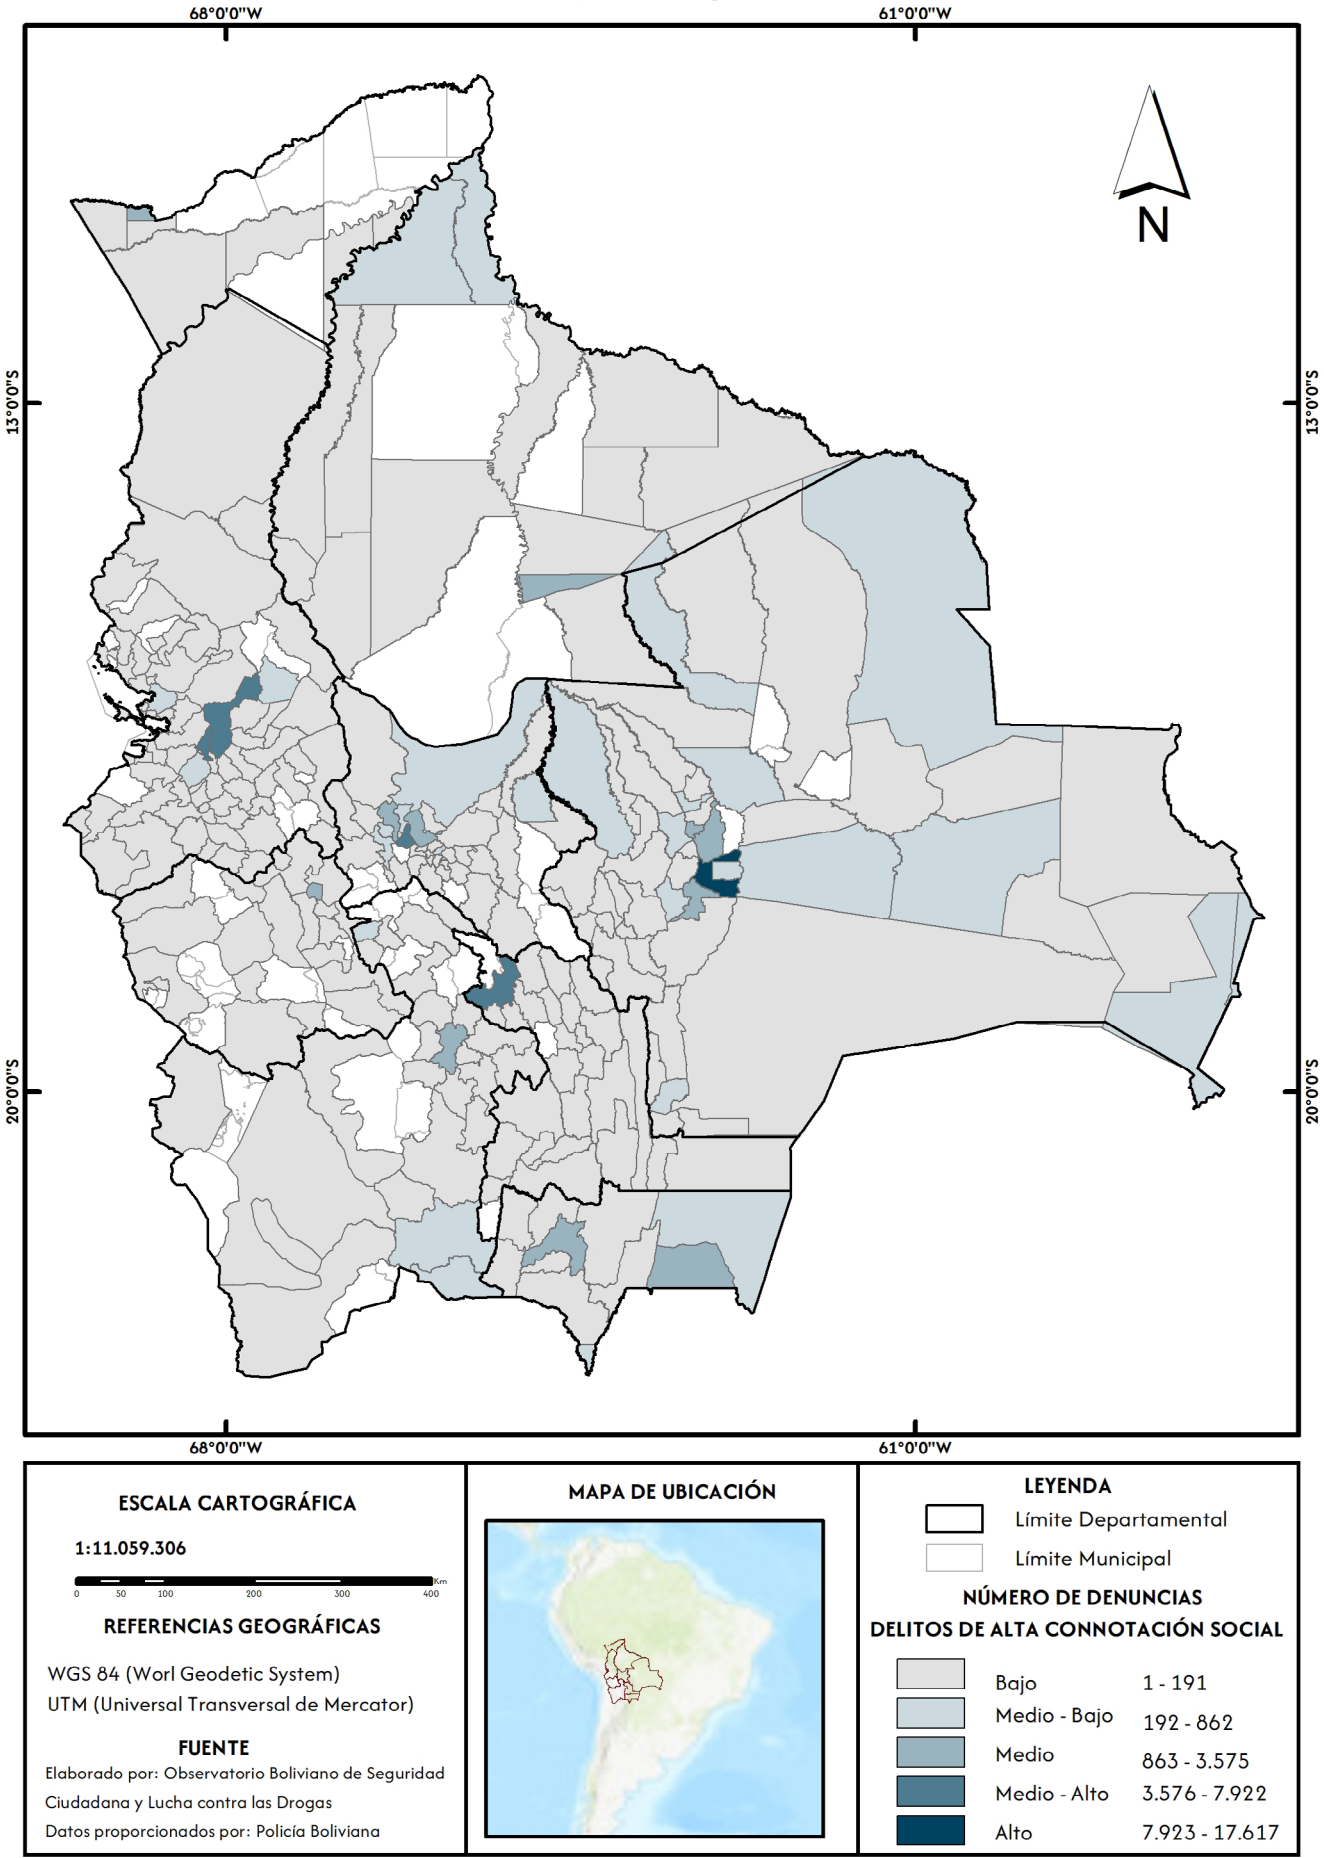 68°0'0"W
61°0'0"W
N
13°0'0"S
13°0'0"S
20°0'0"S
20°0'0"S
68°0'0"W
61°0'0"W
ESCALA CARTOGRÁFICA
1:11.059.306
Km
0 50 100 200 300 400
REFERENCIAS GEOGRÁFICAS
WGS 84 (Worl Geodetic System)
UTM (Universal Transversal de Mercator)
FUENTE
Elaborado por: Observatorio Boliviano de Seguridad
Ciudadana y Lucha contra las Drogas
Datos proporcionados por: Policía Boliviana
MAPA DE UBICACIÓN
LEYENDA
Límite Departamental
Límite Municipal
NÚMERO DE DENUNCIAS
DELITOS DE ALTA CONNOTACIÓN SOCIAL
Bajo 1 - 191
Medio - Bajo 192 - 862
Medio 863 - 3.575
Medio - Alto 3.576 - 7.922
Alto 7.923 - 17.617